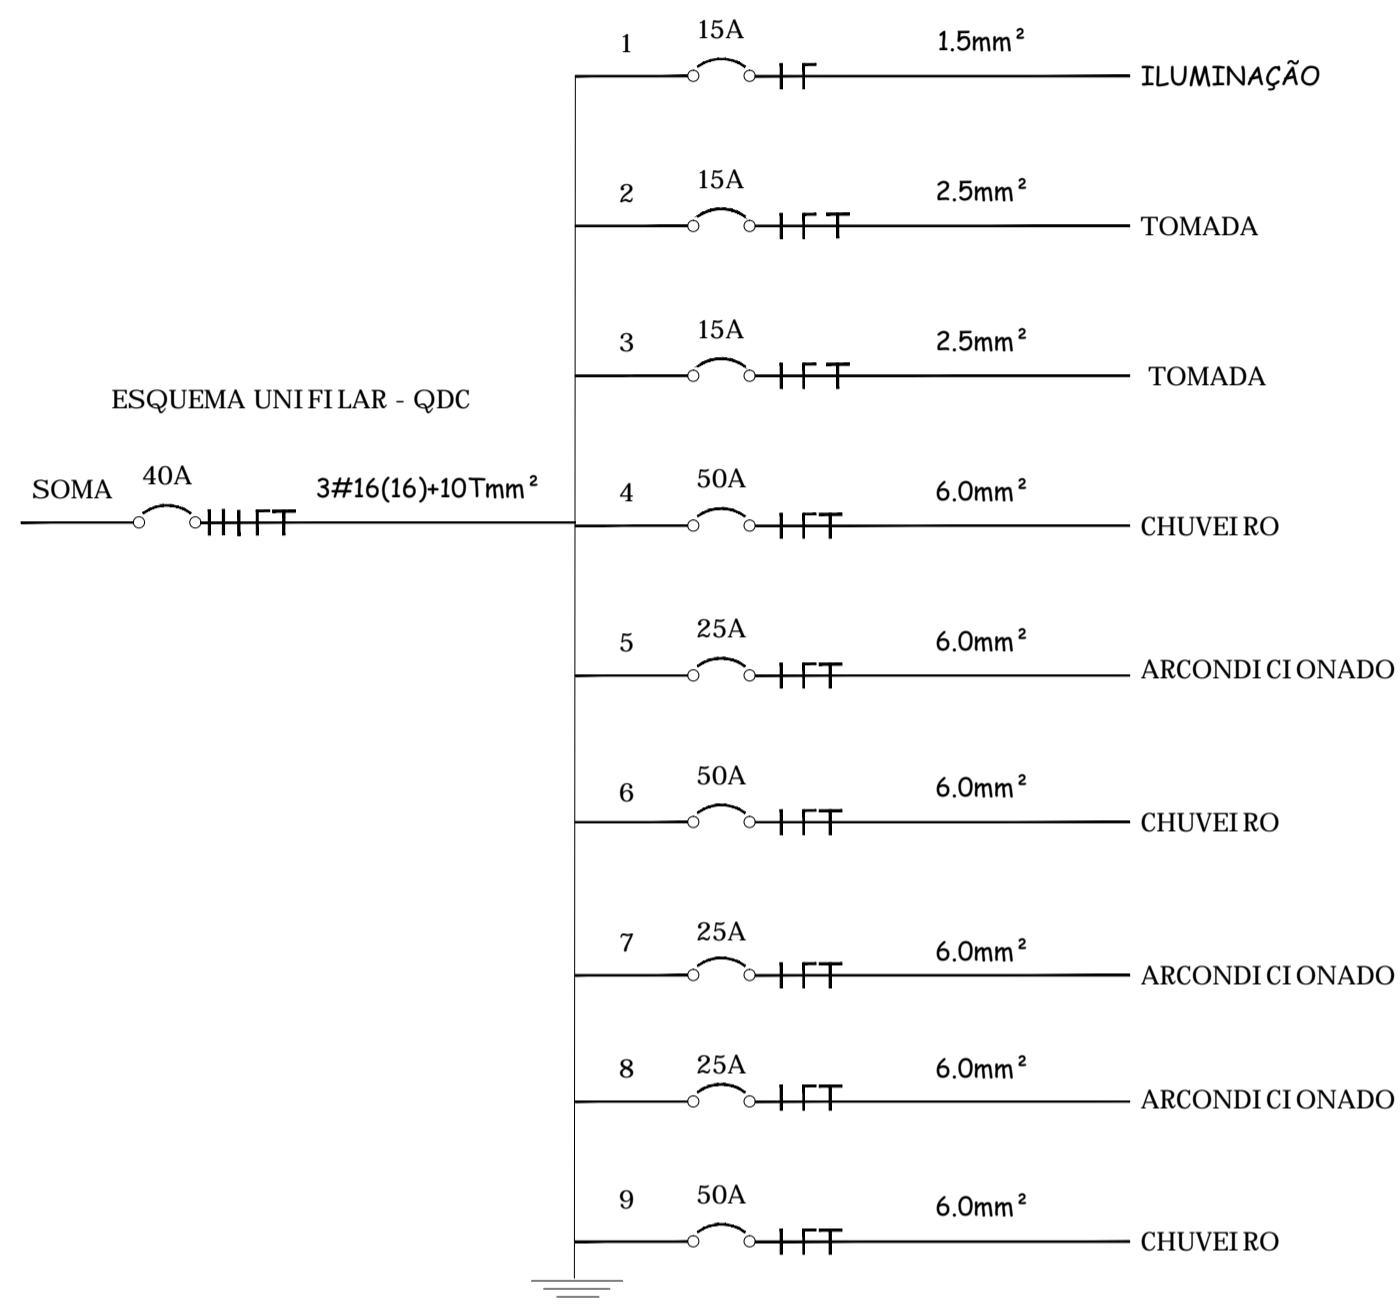 1 15A 1.5mm²
ILUMINAÇÃO
2 15A 2.5mm²
TOMADA
3 15A 2.5mm²
TOMADA
ESQUEMA UNIFILAR - QDC
SOMA 40A 3#16(16)+10Tmm²
4 50A 6.0mm²
CHUVEIRO
5 25A 6.0mm²
ARCONDICIONADO
6 50A 6.0mm²
CHUVEIRO
7 25A 6.0mm²
ARCONDICIONADO
8 25A 6.0mm²
ARCONDICIONADO
9 50A 6.0mm²
CHUVEIRO